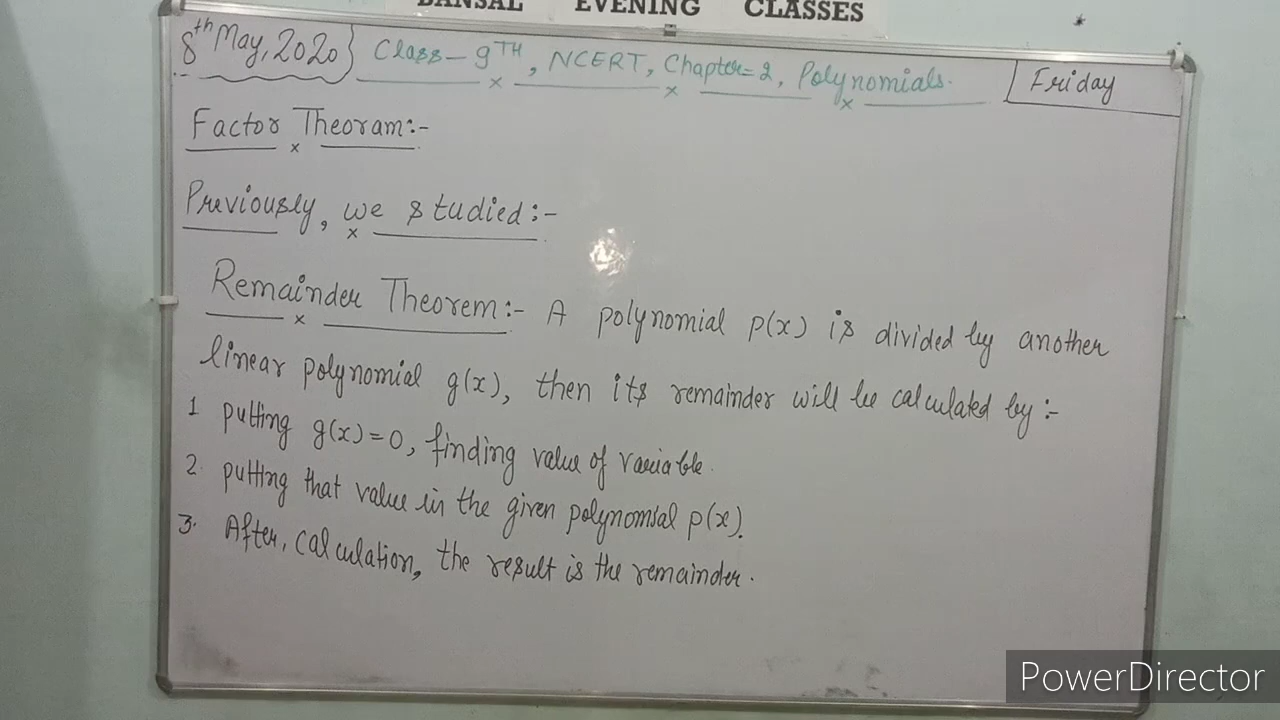 BANSAL EVENING CLASSES
8th May, 2020 Class - 9TH, NCERT, Chapter = 2, Polynomials. Friday
Factor Theoram:-
Previously, we studied:-
Remainder Theorem:- A polynomial p(x) is divided by another
linear polynomial g(x), then its remainder will be calculated by:-
1 putting g(x)=0, finding value of variable.
2. putting that value in the given polynomial p(x).
3. After, calculation, the result is the remainder.
PowerDirector